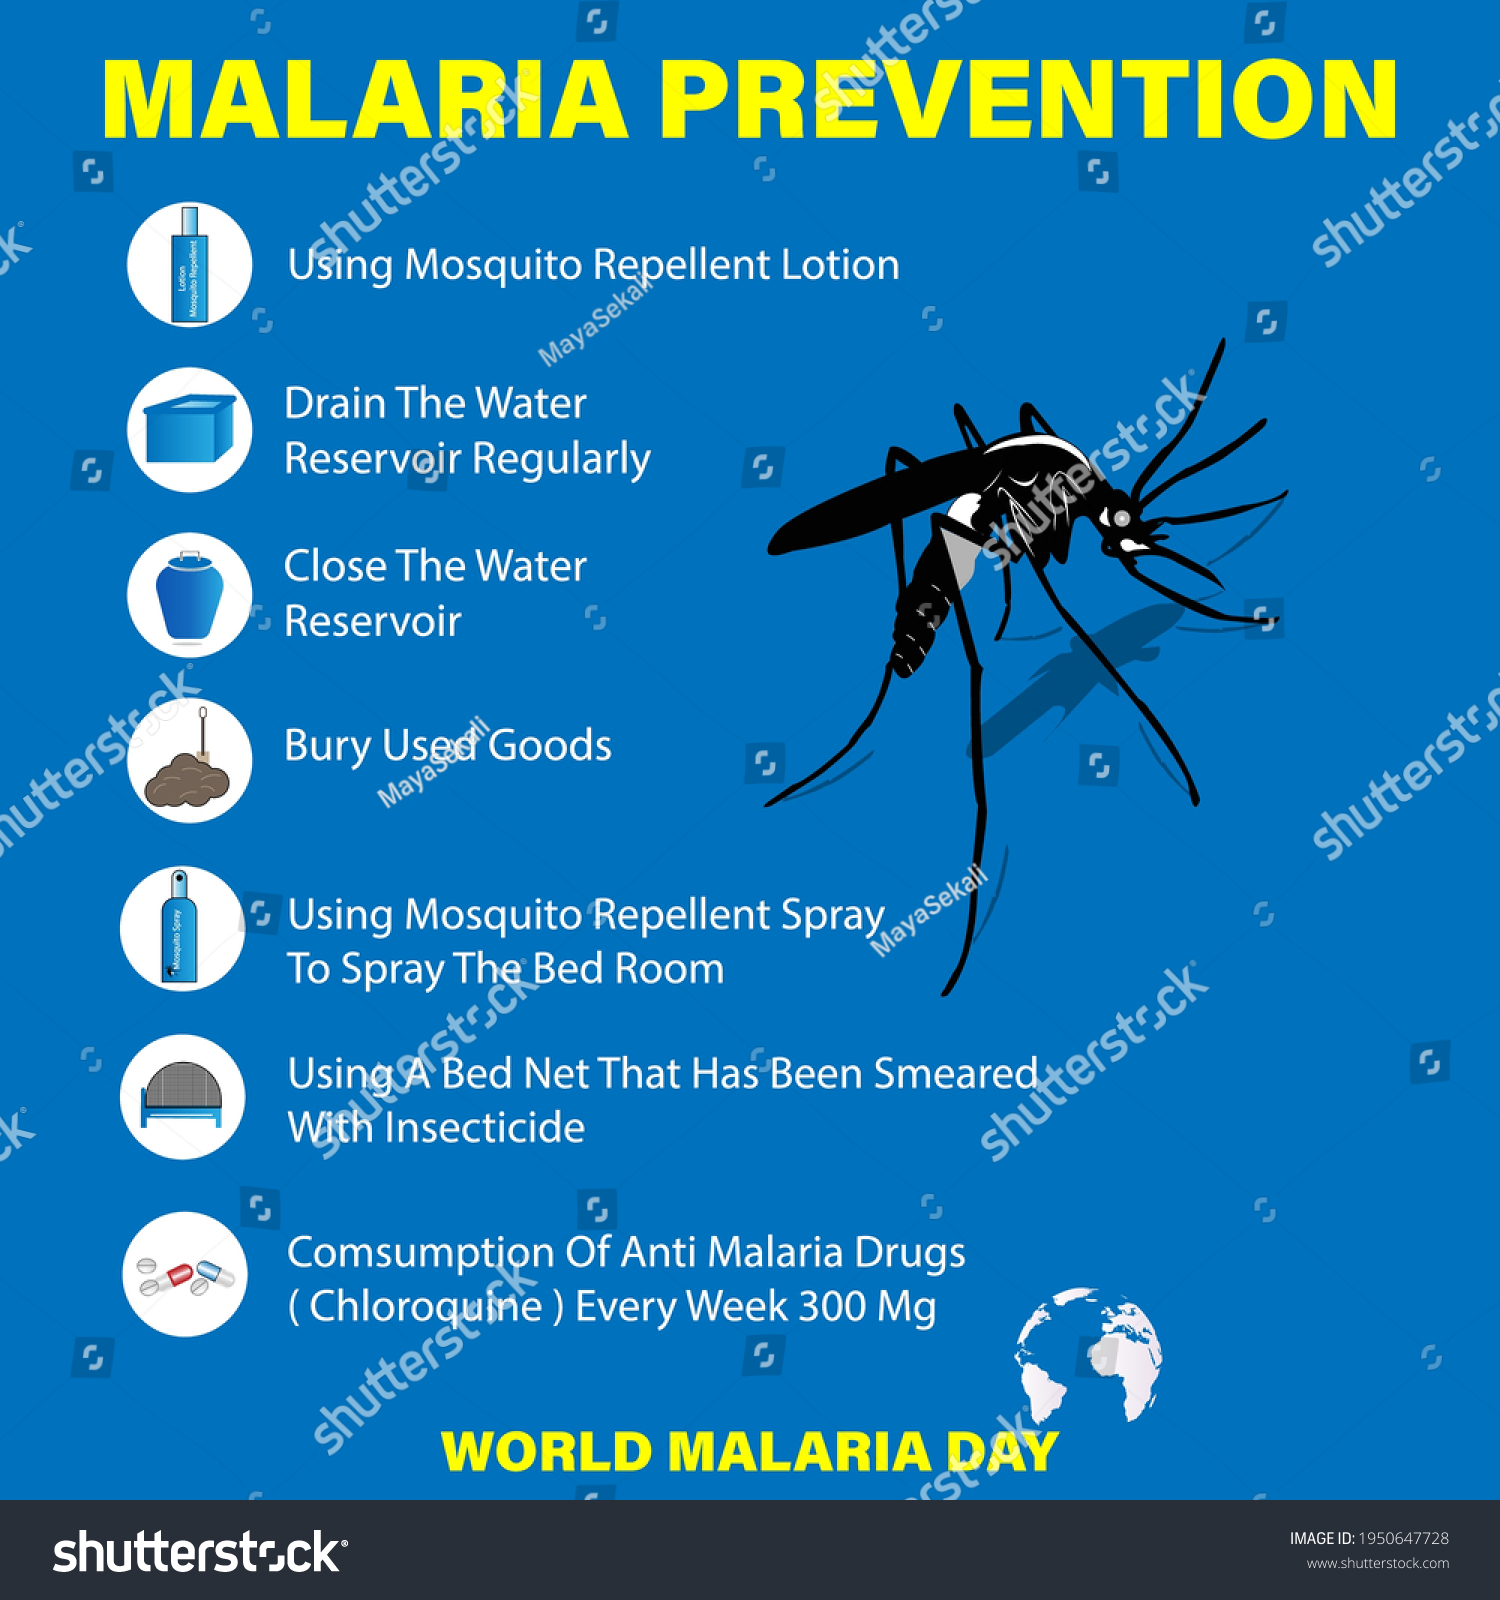 MALARIA PREVENTION
Lotion
Mosquito Repellent
Using Mosquito Repellent Lotion
Drain The Water
Reservoir Regularly
Close The Water
Reservoir
Bury Used Goods
Mosquito Spray
Using Mosquito Repellent Spray
To Spray The Bed Room
Using A Bed Net That Has Been Smeared
With Insecticide
Comsumption Of Anti Malaria Drugs
( Chloroquine ) Every Week 300 Mg
WORLD MALARIA DAY
shutterstock
MayaSekali
shutterstock
IMAGE ID: 1950647728
www.shutterstock.com